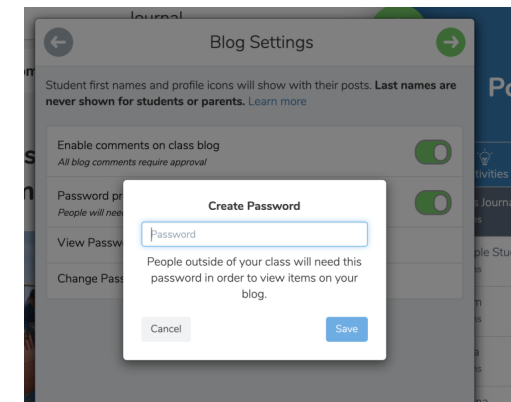 Journal
Blog Settings
Student first names and profile icons will show with their posts. Last names are
never shown for students or parents. Learn more
Enable comments on class blog
All blog comments require approval
Password pr
People will nee
View Passw
Change Pass
Create Password
Password
People outside of your class will need this
password in order to view items on your
blog.
Cancel
Save
Po
tivities
s Journa
ple Stu